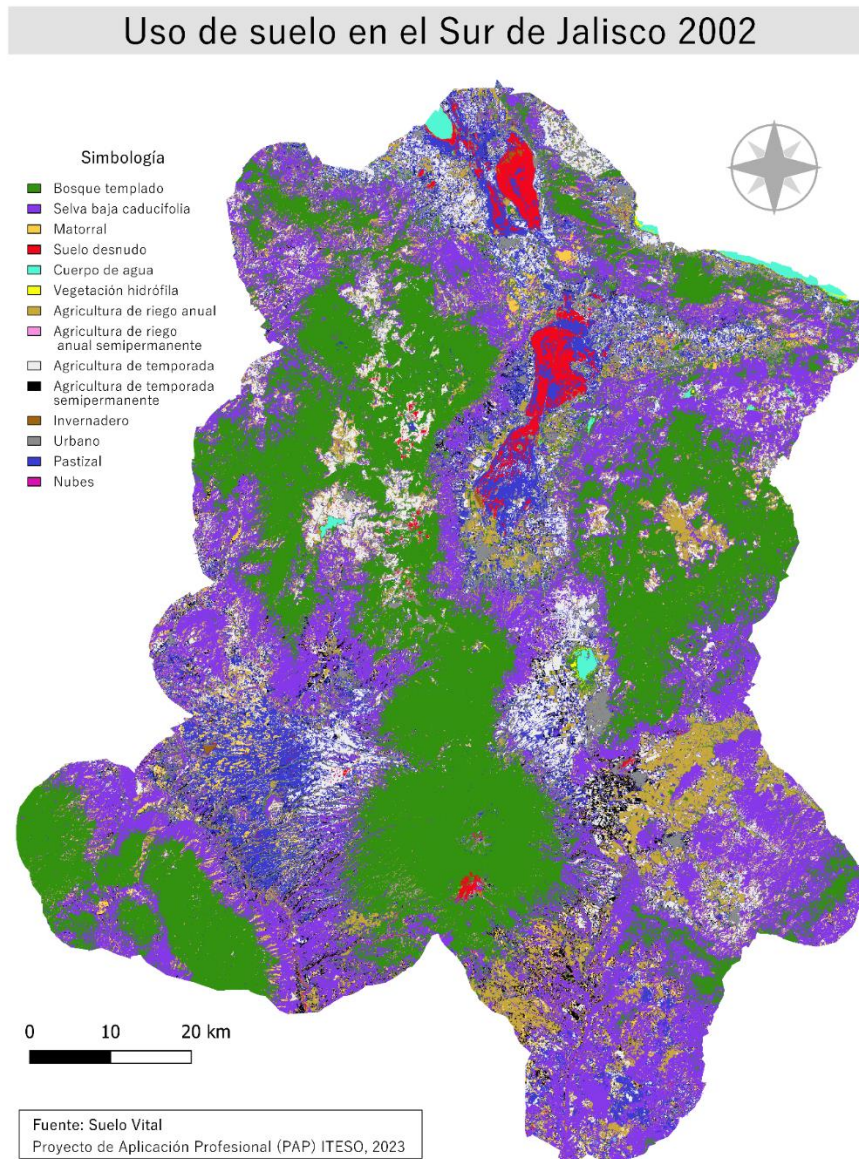 Uso de suelo en el Sur de Jalisco 2002
Simbología
Bosque templado
Selva baja caducifolia
Matorral
Suelo desnudo
Cuerpo de agua
Vegetación hidrófila
Agricultura de riego anual
Agricultura de riego
anual semipermanente
Agricultura de temporada
Agricultura de temporada
semipermanente
Invernadero
Urbano
Pastizal
Nubes
0 10 20 km
Fuente: Suelo Vital
Proyecto de Aplicación Profesional (PAP) ITESO, 2023